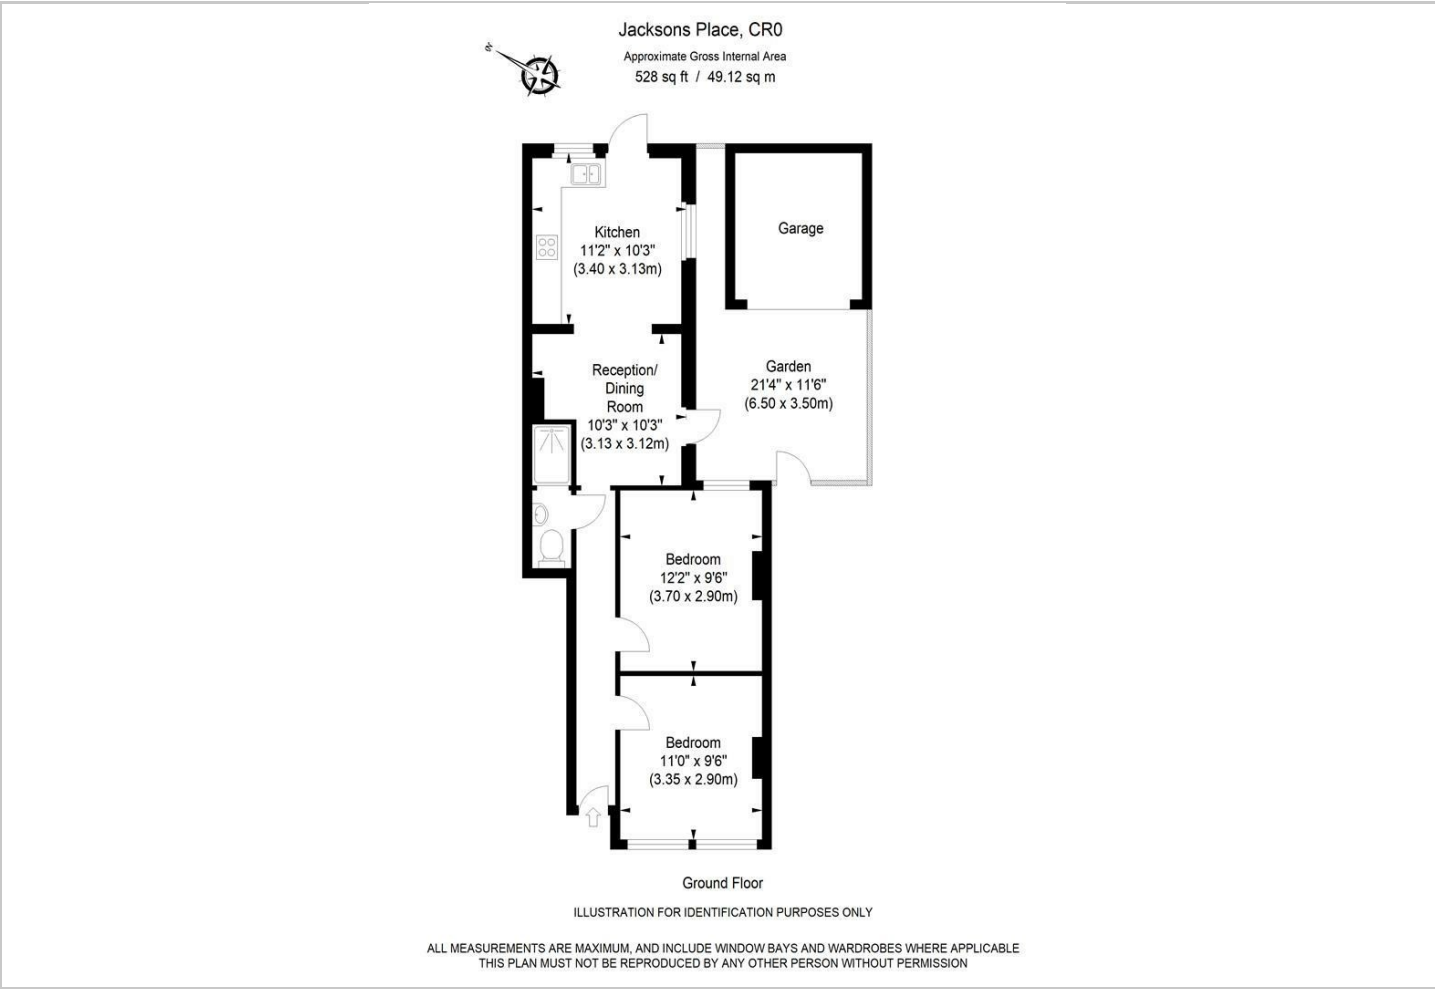 Jacksons Place, CR0
Approximate Gross Internal Area
528 sq ft / 49.12 sq m
N
Kitchen
11'2" x 10'3"
(3.40 x 3.13m)
Garage
Reception/
Dining
Room
10'3" x 10'3"
(3.13 x 3.12m)
Garden
21'4" x 11'6"
(6.50 x 3.50m)
Bedroom
12'2" x 9'6"
(3.70 x 2.90m)
Bedroom
11'0" x 9'6"
(3.35 x 2.90m)
Ground Floor
ILLUSTRATION FOR IDENTIFICATION PURPOSES ONLY
ALL MEASUREMENTS ARE MAXIMUM, AND INCLUDE WINDOW BAYS AND WARDROBES WHERE APPLICABLE
THIS PLAN MUST NOT BE REPRODUCED BY ANY OTHER PERSON WITHOUT PERMISSION